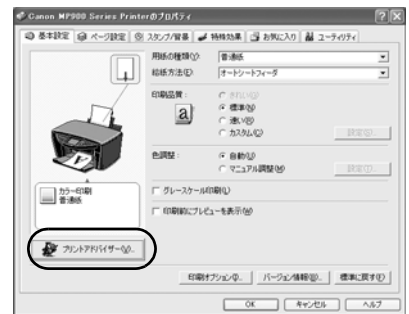 Canon MP900 Series Printerのプロパティ
基本設定 ページ設定 スタンプ/背景 特殊効果 お気に入り ユーティリティ
用紙の種類(Y): 普通紙
給紙方法(E): オートシートフィーダ
印刷品質:
きれい(G)
標準(N)
速い(B)
カスタム(C) 設定(S)...
色調整:
自動(U)
マニュアル調整(M) 設定(T)...
グレースケール印刷(L)
印刷前にプレビューを表示(W)
カラー印刷
普通紙
プリントアドバイザー(V)...
印刷オプション(P)... バージョン情報(B)... 標準に戻す(F)
OK キャンセル ヘルプ